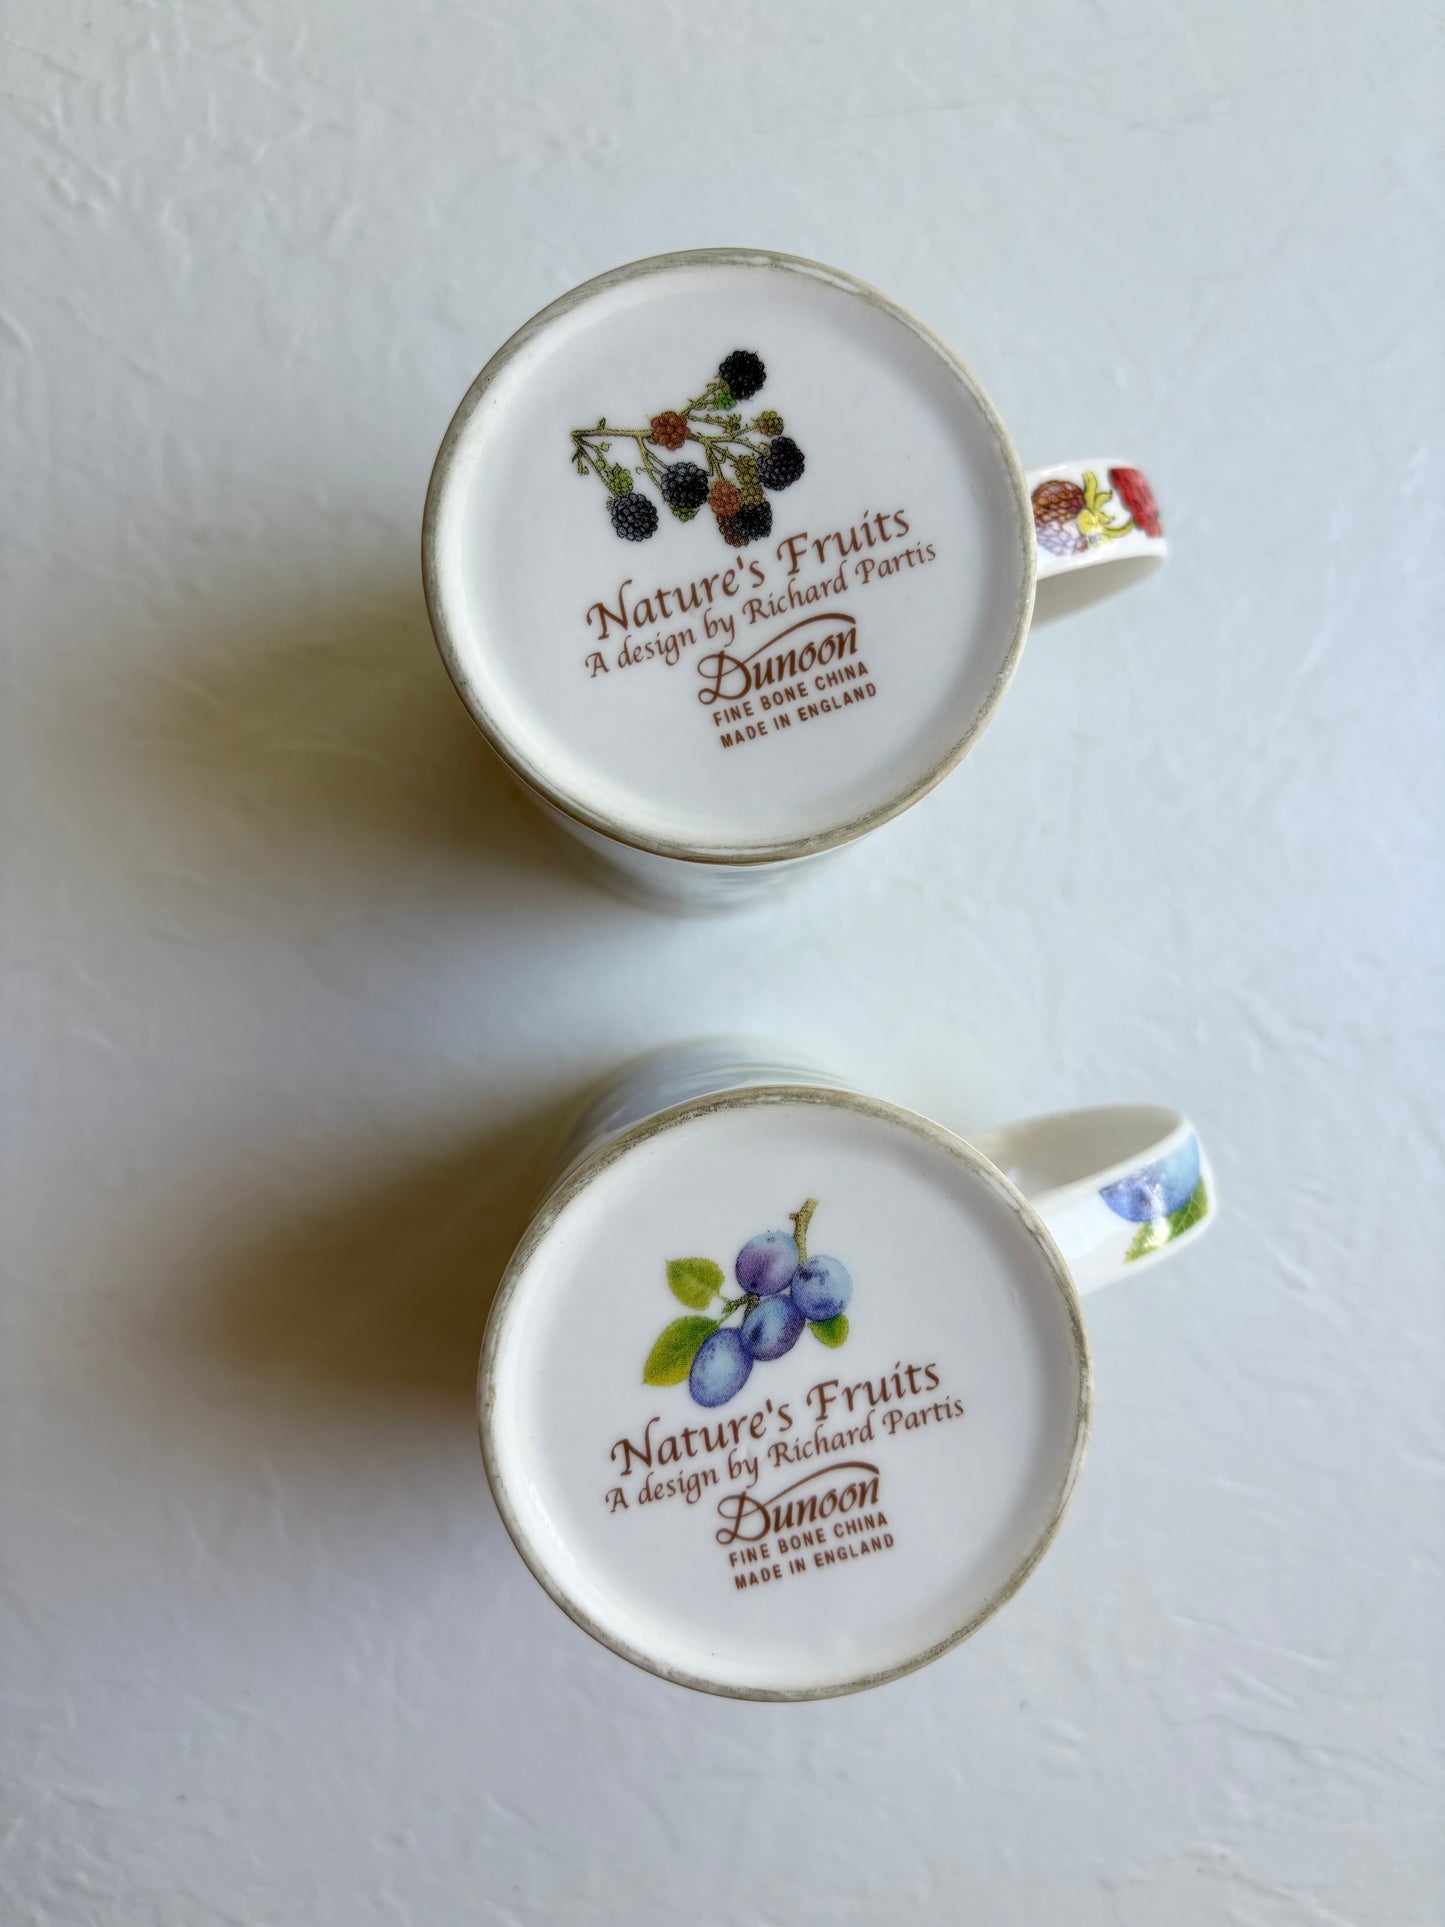 Nature's Fruits
A design by Richard Partis
Dunoon
FINE BONE CHINA
MADE IN ENGLAND
Nature's Fruits
A design by Richard Partis
Dunoon
FINE BONE CHINA
MADE IN ENGLAND